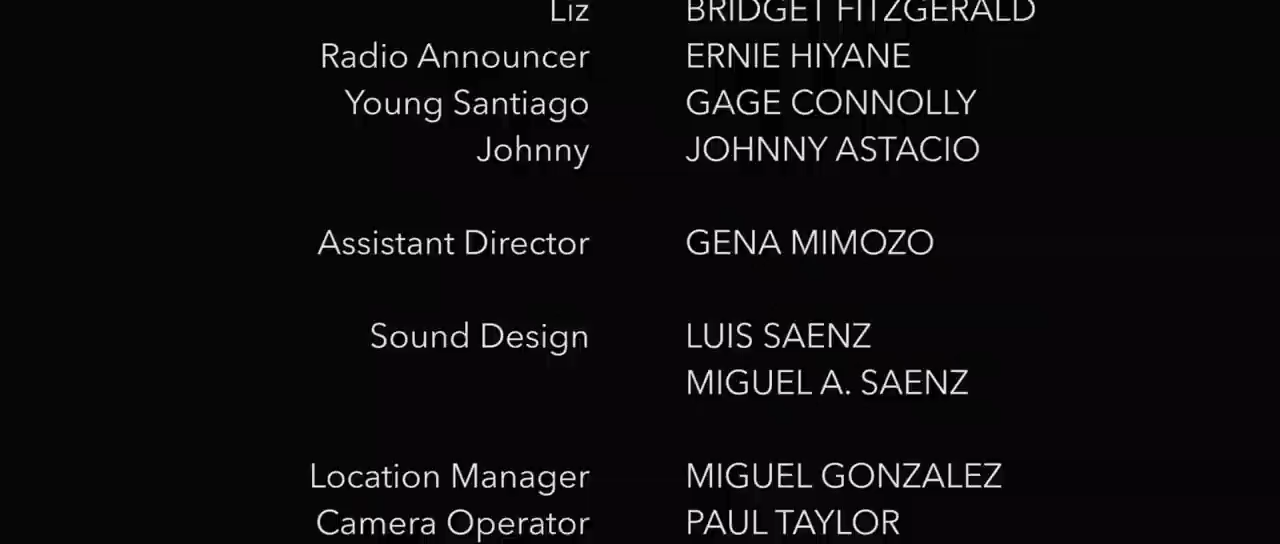 Liz BRIDGET FITZGERALD
Radio Announcer ERNIE HIYANE
Young Santiago GAGE CONNOLLY
Johnny JOHNNY ASTACIO
Assistant Director GENA MIMOZO
Sound Design LUIS SAENZ
MIGUEL A. SAENZ
Location Manager MIGUEL GONZALEZ
Camera Operator PAUL TAYLOR